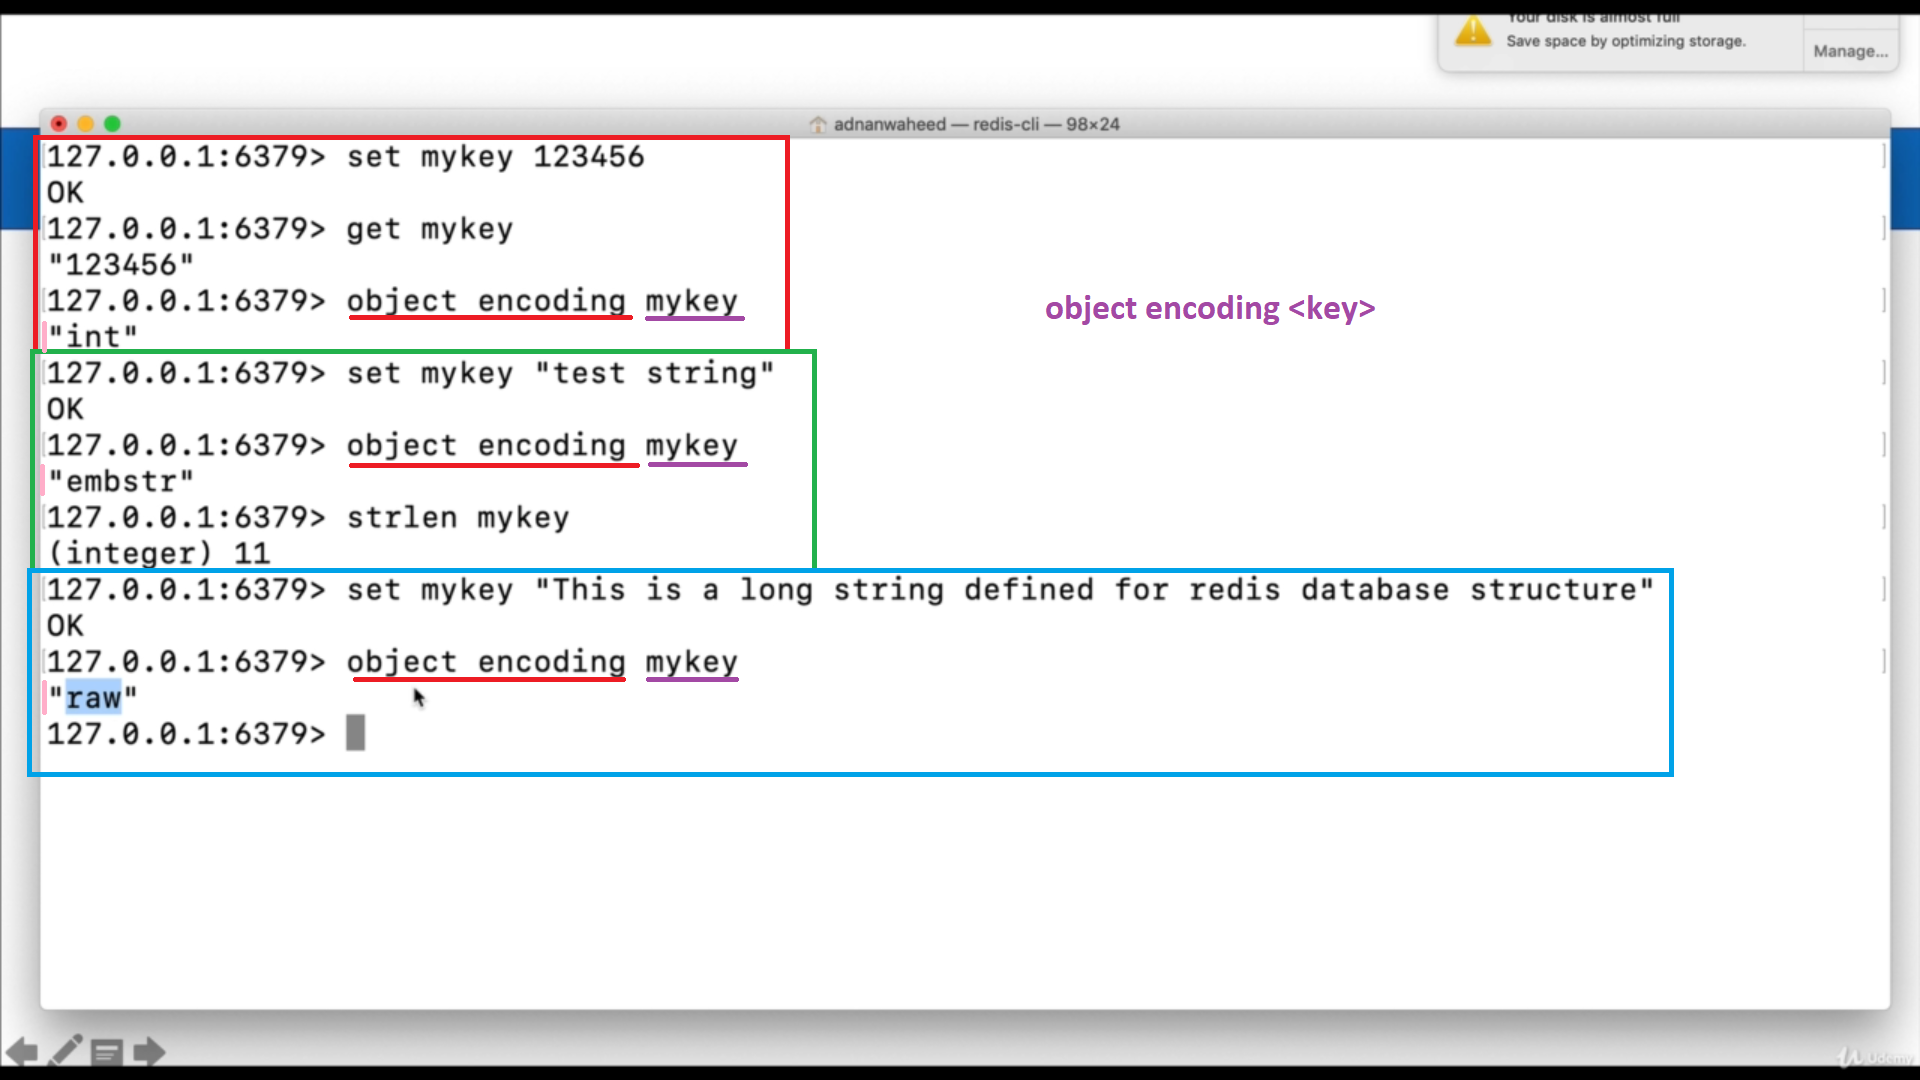 Your disk is almost full
Save space by optimizing storage.
Manage...
adnanwaheed — redis-cli — 98×24
127.0.0.1:6379> set mykey 123456
OK
127.0.0.1:6379> get mykey
"123456"
127.0.0.1:6379> object encoding mykey
object encoding <key>
"int"
127.0.0.1:6379> set mykey "test string"
OK
127.0.0.1:6379> object encoding mykey
"embstr"
127.0.0.1:6379> strlen mykey
(integer) 11
127.0.0.1:6379> set mykey "This is a long string defined for redis database structure"
OK
127.0.0.1:6379> object encoding mykey
"raw"
127.0.0.1:6379>
Udemy